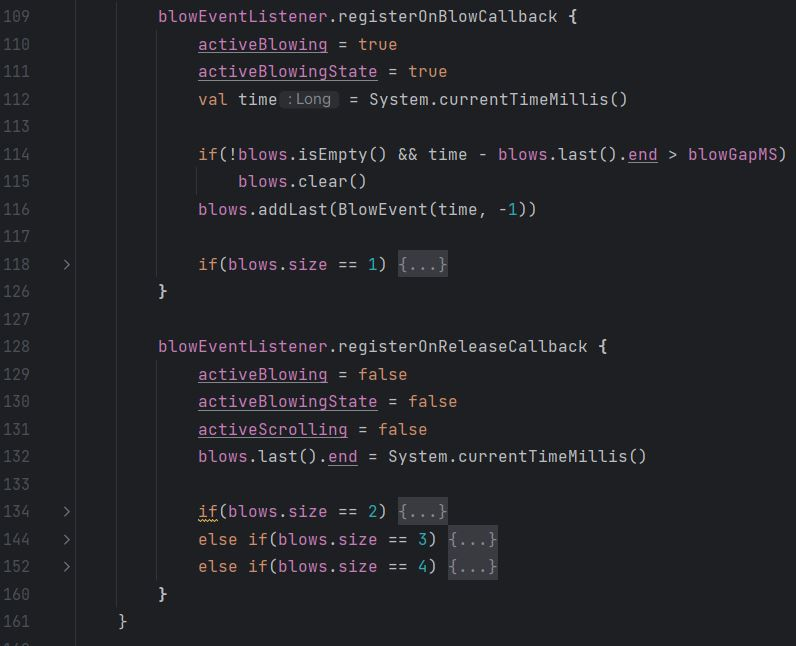 109 blowEventListener.registerOnBlowCallback {
110 activeBlowing = true
111 activeBlowingState = true
112 val time : Long = System.currentTimeMillis()
113
114 if(!blows.isEmpty() && time - blows.last().end > blowGapMS)
115 blows.clear()
116 blows.addLast(BlowEvent(time, -1))
117
118 if(blows.size == 1) {...}
126 }
127
128 blowEventListener.registerOnReleaseCallback {
129 activeBlowing = false
130 activeBlowingState = false
131 activeScrolling = false
132 blows.last().end = System.currentTimeMillis()
133
134 if(blows.size == 2) {...}
144 else if(blows.size == 3) {...}
152 else if(blows.size == 4) {...}
160 }
161 }